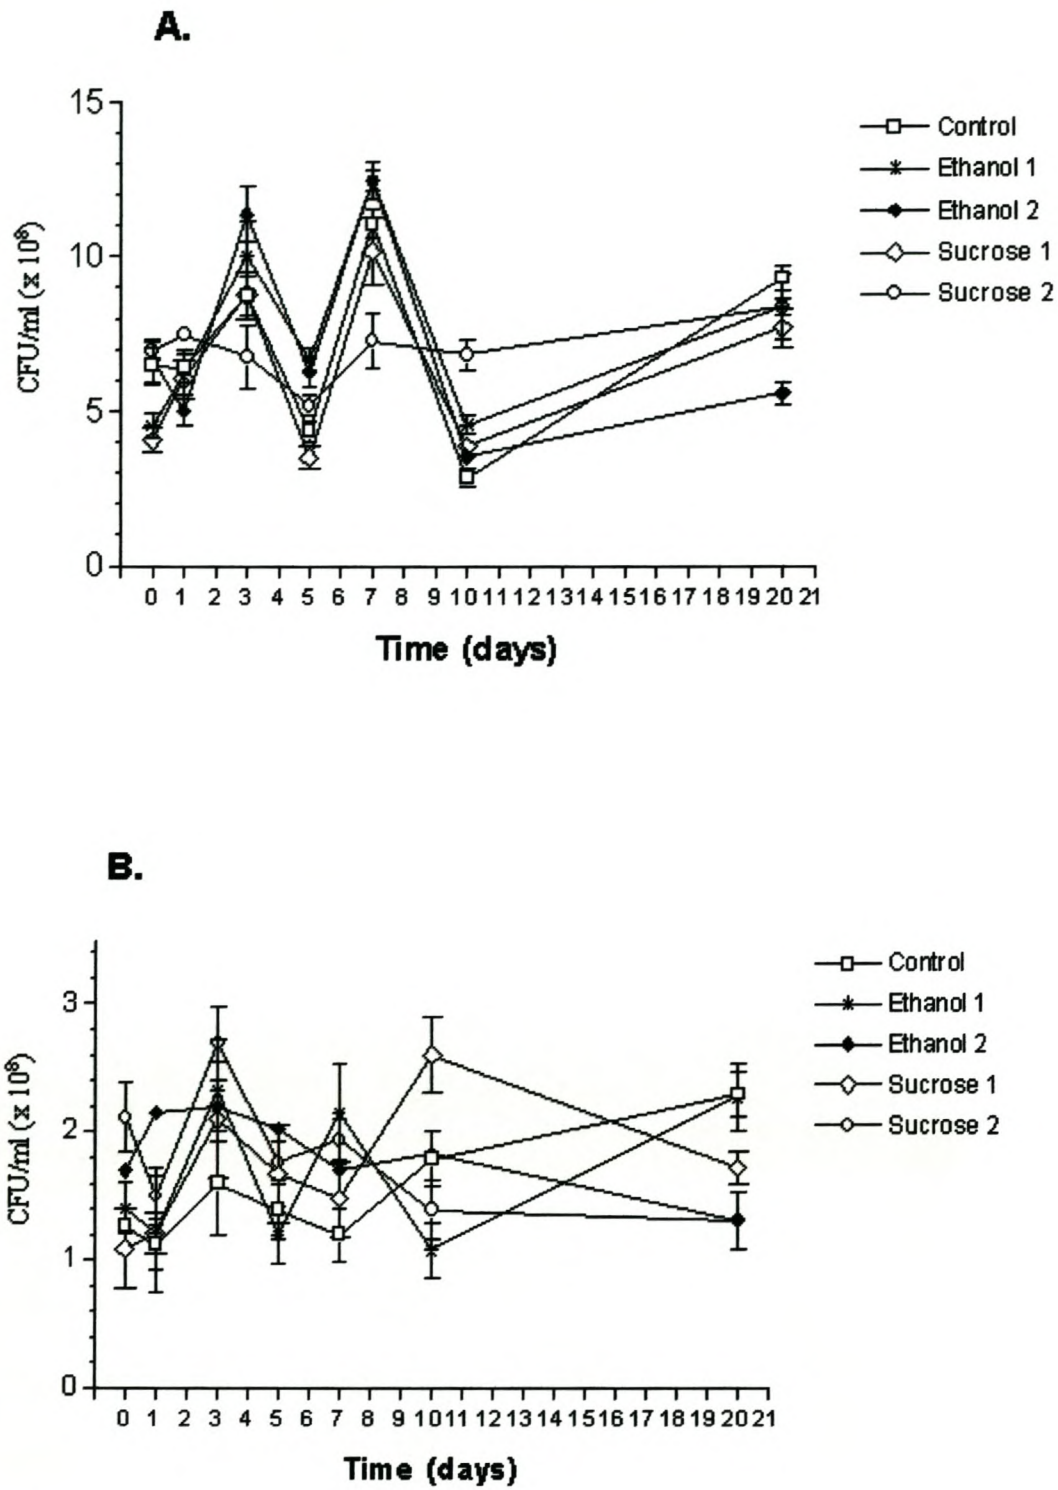 A.
15
10
5
0
CFU/ml (x 10⁸)
0 1 2 3 4 5 6 7 8 9 10 11 12 13 14 15 16 17 18 19 20 21
Time (days)
Control
Ethanol 1
Ethanol 2
Sucrose 1
Sucrose 2
B.
3
2
1
0
CFU/ml (x 10⁸)
0 1 2 3 4 5 6 7 8 9 10 11 12 13 14 15 16 17 18 19 20 21
Time (days)
Control
Ethanol 1
Ethanol 2
Sucrose 1
Sucrose 2